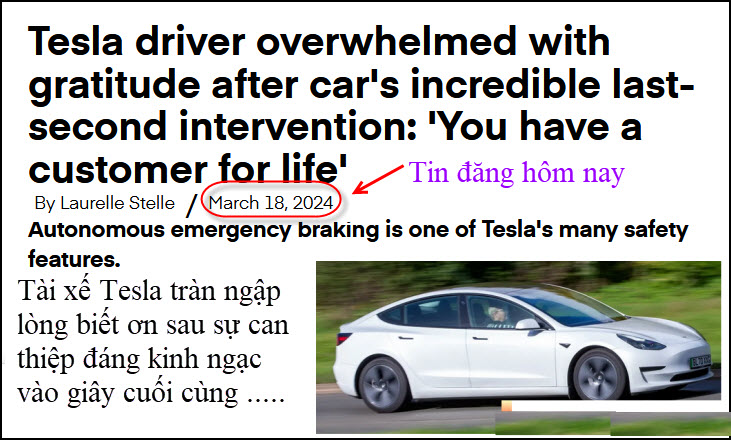 Tesla driver overwhelmed with
gratitude after car's incredible last-
second intervention: 'You have a
customer for life'
Tin đăng hôm nay
By Laurelle Stelle / March 18, 2024
Autonomous emergency braking is one of Tesla's many safety
features.
Tài xế Tesla tràn ngập
lòng biết ơn sau sự can
thiệp đáng kinh ngạc
vào giây cuối cùng .....